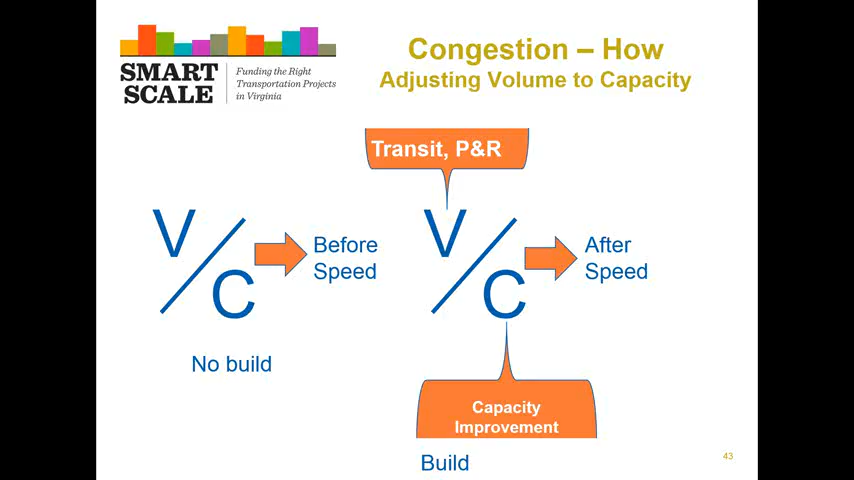 SMART
SCALE
Funding the Right
Transportation Projects
in Virginia
Congestion – How
Adjusting Volume to Capacity
Transit, P&R
V/C
Before
Speed
V/C
After
Speed
No build
Capacity
Improvement
Build
43